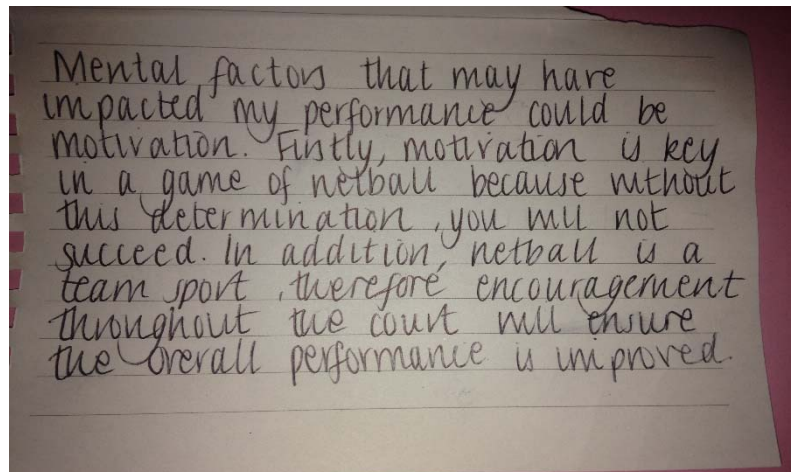 Mental factors that may have
impacted my performance could be
motivation. Firstly, motivation is key
in a game of netball because without
this determination, you will not
succeed. In addition, netball is a
team sport, therefore encouragement
throughout the court will ensure
the overall performance is improved.